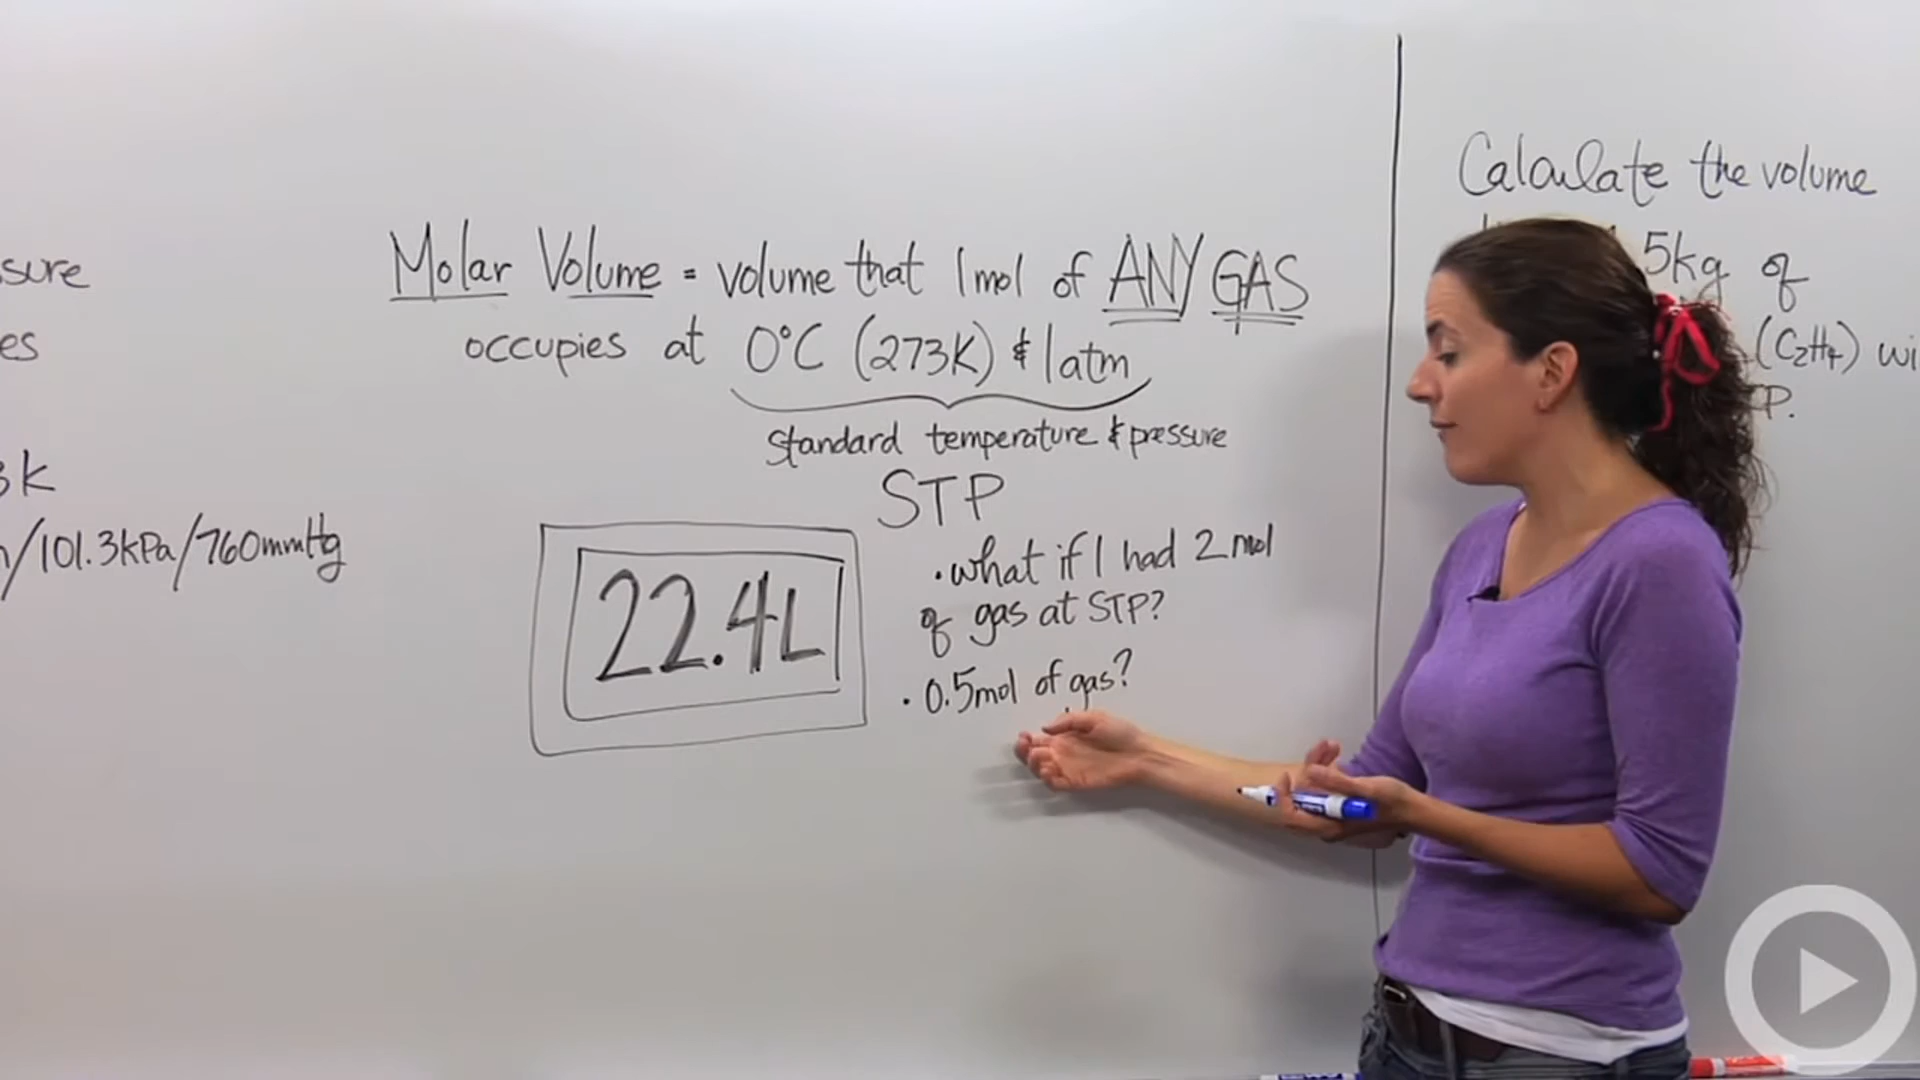 sure
es
3K
/101.3kPa/760mmHg
Molar Volume = volume that 1mol of ANY GAS
occupies at 0°C (273K) & 1atm
standard temperature & pressure
STP
22.4L
• what if I had 2 mol
of gas at STP?
• 0.5mol of gas?
Calculate the volume
5kg of
(C₂H₄) wi
P.